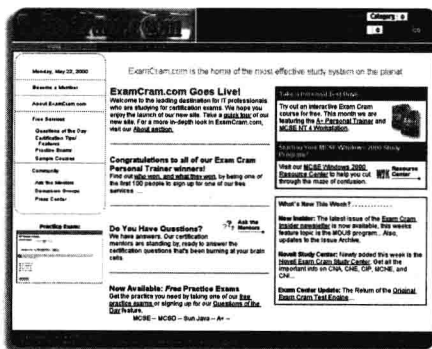 Category
Monday, May 22, 2000
Become a Member
About ExamCram.com
Free Services
Questions of the Day
Certification Tips/
Features
Practice Exams
Sample Courses
Community
Ask the Mentors
Discussion Groups
Press Center
Practice Exams:
ExamCram.com is the home of the most effective study system on the planet
ExamCram.com Goes Live!
Welcome to the leading destination for IT professionals
who are studying for certification exams. We hope you
enjoy the launch of our new site. Take a quick tour of our
new site. For a more in-depth look in ExamCram.com,
visit our About section.
Congratulations to all of our Exam Cram
Personal Trainer winners!
Find out who won, and what they won, by being one of
the first 100 people to sign up for one of our free
services ....
Do You Have Questions?
We have answers. Our certification
mentors are standing by, ready to answer the
certification questions that's been burning at your brain
cells.
Ask the
Mentors
Now Available: Free Practice Exams
Get the practice you need by taking one of our free
practice exams or signing up for our Questions of the
Day feature.
MCSE -- MCSD -- Sun Java -- A+ --
Take a Personal Test Drive
Try out an interactive Exam Cram
course for free. This month we are
featuring the A+ Personal Trainer and
MCSE NT 4 Workstation.
Starting Your MCSE Windows 2000 Study
Program?
Visit our MCSE Windows 2000
Resource Center to help you cut
through the maze of confusion.
W2K Resource
Center
What's New This Week?
New Insider: The latest issue of the Exam Cram
Insider newsletter is now available, this weeks
feature topic is the MOUS program... Also,
updates to the Issue Archive.
Novell Study Center: Newly added this week is the
Novell Exam Cram Study Center. Get all the
important info on CNA, CNE, CIP, MCNE, and
CNI...
Exam Center Update: The Return of the Original
Exam Cram Test Engine...